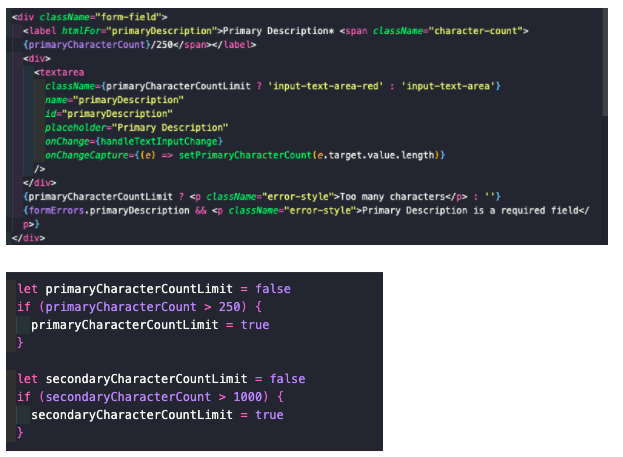 <div className="form-field">
<label htmlFor="primaryDescription">Primary Description* <span className="character-count">
{primaryCharacterCount}/250</span></label>
<div>
<textarea
className={primaryCharacterCountLimit ? 'input-text-area-red' : 'input-text-area'}
name="primaryDescription"
id="primaryDescription"
placeholder="Primary Description"
onChange={handleTextInputChange}
onChangeCapture={(e) => setPrimaryCharacterCount(e.target.value.length)}
/>
</div>
{primaryCharacterCountLimit ? <p className="error-style">Too many characters</p> : ''}
{formErrors.primaryDescription && <p className="error-style">Primary Description is a required field</
p>}
</div>
let primaryCharacterCountLimit = false
if (primaryCharacterCount > 250) {
primaryCharacterCountLimit = true
}
let secondaryCharacterCountLimit = false
if (secondaryCharacterCount > 1000) {
secondaryCharacterCountLimit = true
}